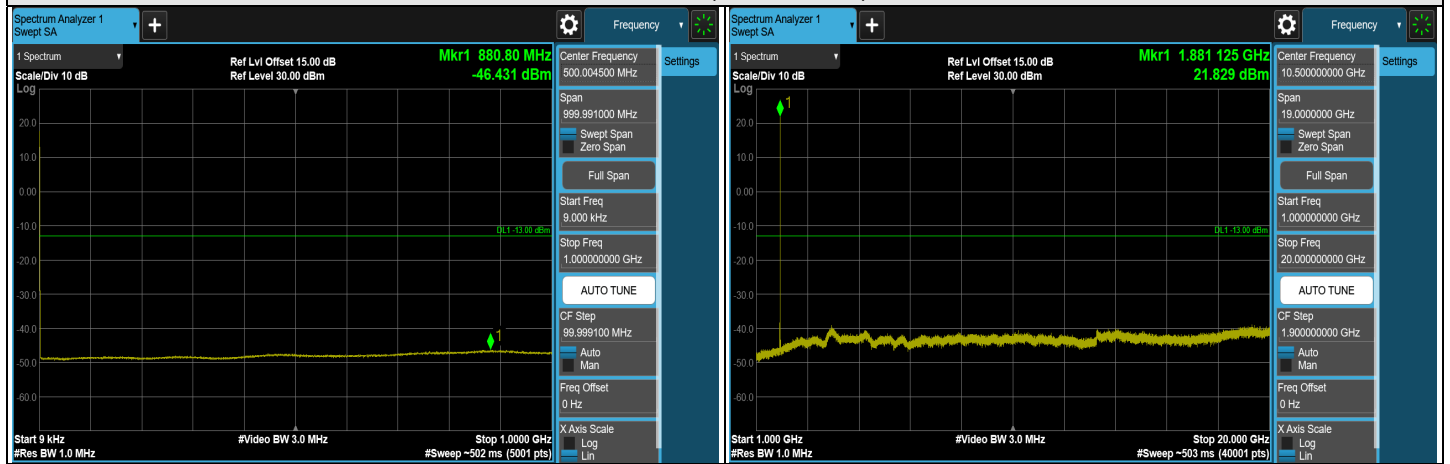 Spectrum Analyzer 1
Swept SA
+
Frequency
1 Spectrum
Scale/Div 10 dB
Log
Ref Lvl Offset 15.00 dB
Ref Level 30.00 dBm
Mkr1 880.80 MHz
-46.431 dBm
20.0
10.0
0.00
-10.0
-20.0
-30.0
-40.0
-50.0
-60.0
DL1 -13.00 dBm
1
Start 9 kHz
#Res BW 1.0 MHz
#Video BW 3.0 MHz
Stop 1.0000 GHz
#Sweep ~502 ms (5001 pts)
Center Frequency
500.004500 MHz
Settings
Span
999.991000 MHz
Swept Span
Zero Span
Full Span
Start Freq
9.000 kHz
Stop Freq
1.000000000 GHz
AUTO TUNE
CF Step
99.999100 MHz
Auto
Man
Freq Offset
0 Hz
X Axis Scale
Log
Lin
Spectrum Analyzer 1
Swept SA
+
Frequency
1 Spectrum
Scale/Div 10 dB
Log
Ref Lvl Offset 15.00 dB
Ref Level 30.00 dBm
Mkr1 1.881 125 GHz
21.829 dBm
1
20.0
10.0
0.00
-10.0
-20.0
-30.0
-40.0
-50.0
-60.0
DL1 -13.00 dBm
Start 1.000 GHz
#Res BW 1.0 MHz
#Video BW 3.0 MHz
Stop 20.000 GHz
#Sweep ~503 ms (40001 pts)
Center Frequency
10.500000000 GHz
Settings
Span
19.0000000 GHz
Swept Span
Zero Span
Full Span
Start Freq
1.000000000 GHz
Stop Freq
20.000000000 GHz
AUTO TUNE
CF Step
1.900000000 GHz
Auto
Man
Freq Offset
0 Hz
X Axis Scale
Log
Lin